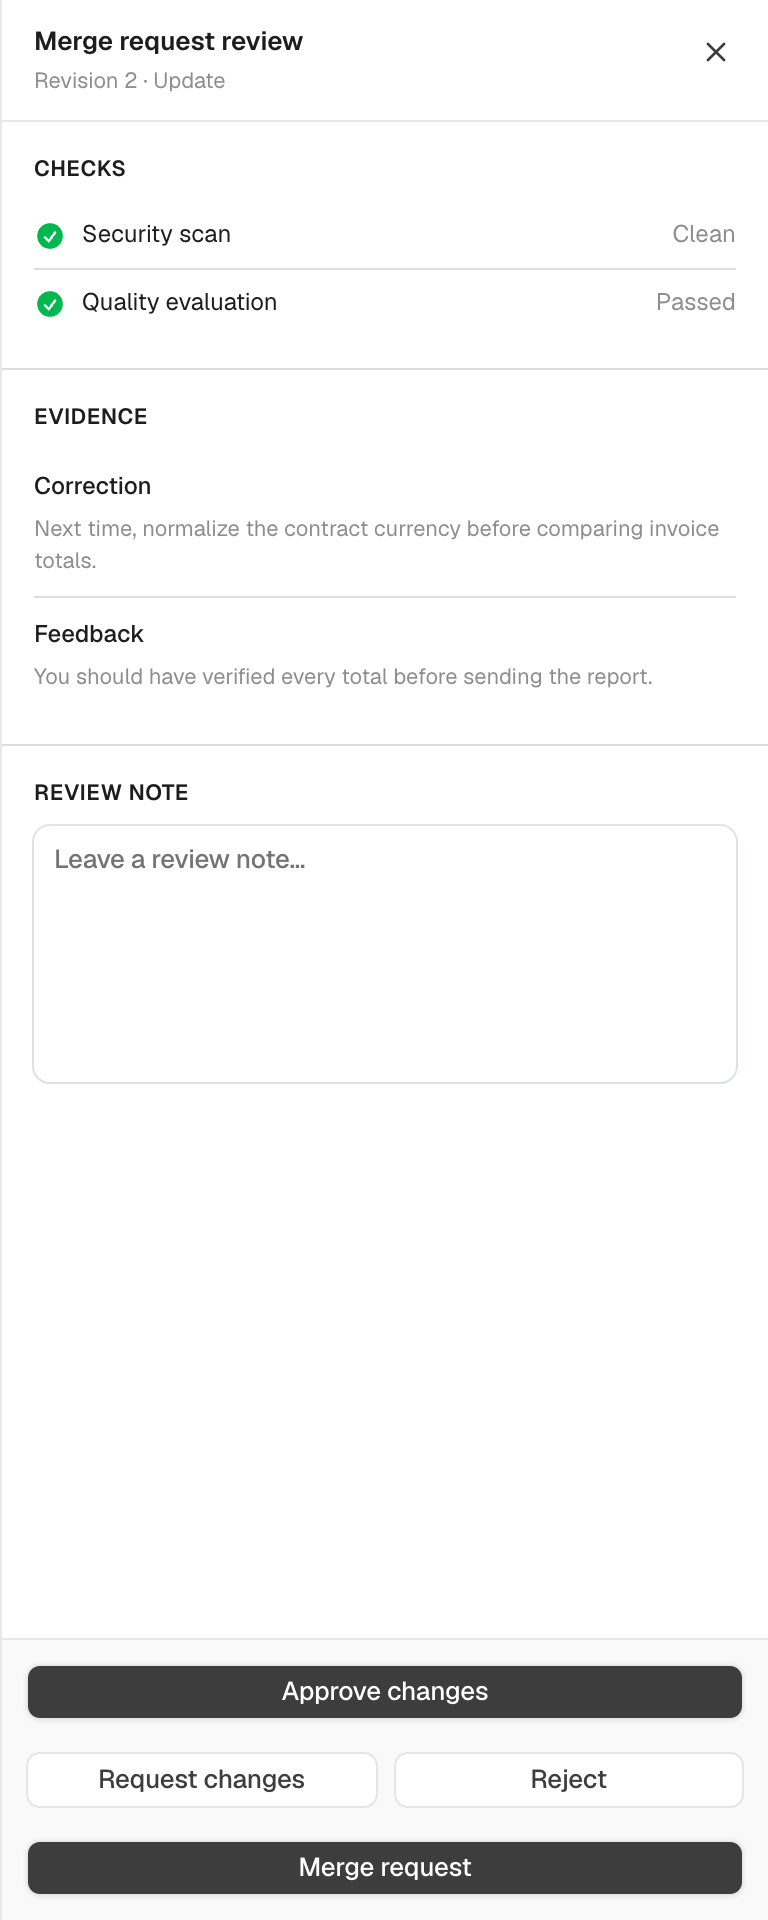 Merge request review
Revision 2 · Update
CHECKS
Security scan
Clean
Quality evaluation
Passed
EVIDENCE
Correction
Next time, normalize the contract currency before comparing invoice
totals.
Feedback
You should have verified every total before sending the report.
REVIEW NOTE
Leave a review note...
Approve changes
Request changes
Reject
Merge request